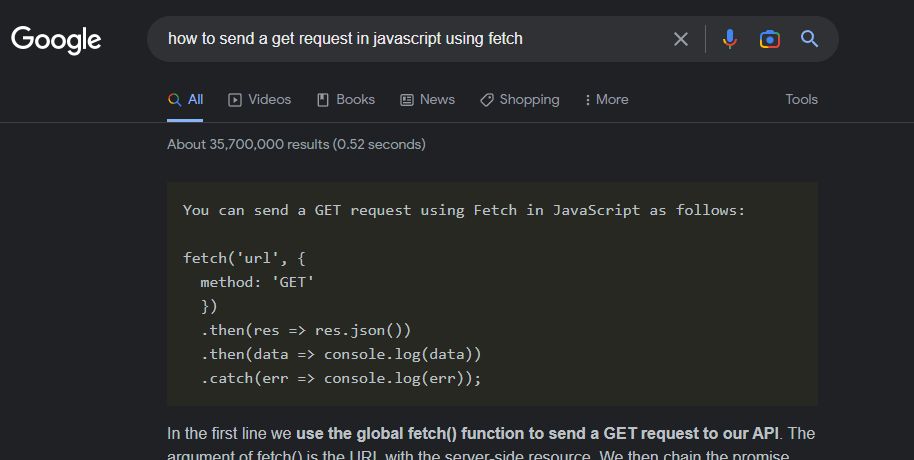 Google
how to send a get request in javascript using fetch
All Videos Books News Shopping More Tools
About 35,700,000 results (0.52 seconds)
You can send a GET request using Fetch in JavaScript as follows:
fetch('url', {
method: 'GET'
})
.then(res => res.json())
.then(data => console.log(data))
.catch(err => console.log(err));
In the first line we use the global fetch() function to send a GET request to our API. The
argument of fetch() is the URL with the server-side resource. We then chain the promise